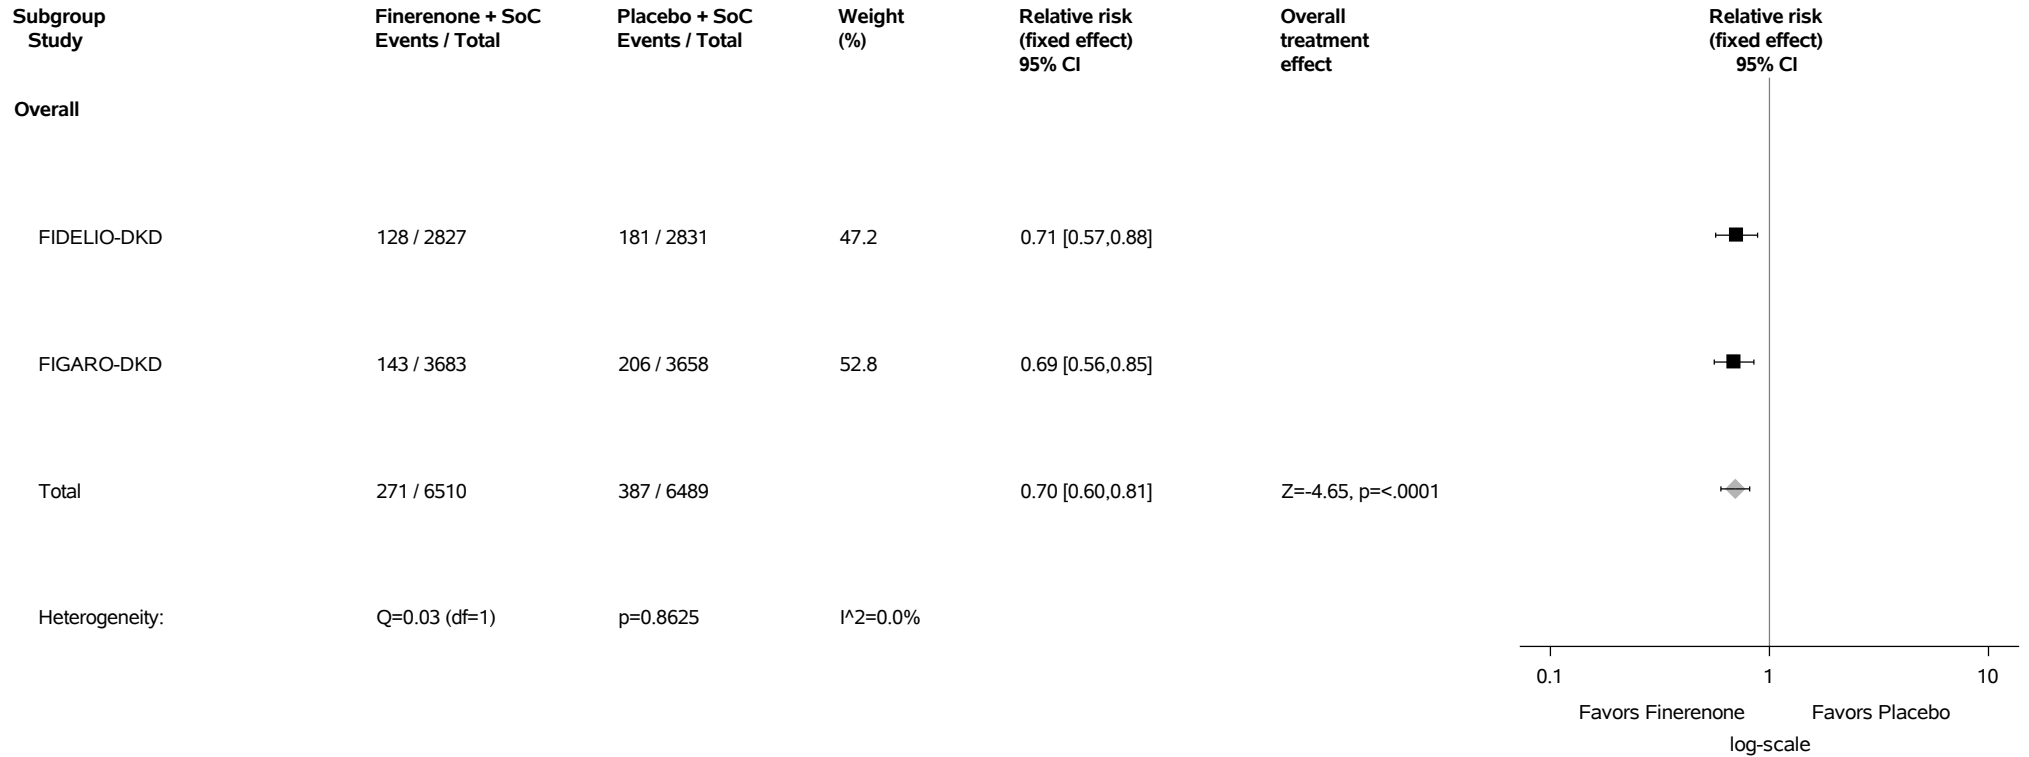 Subgroup Finerenone + SoC Placebo + SoC Weight Relative risk Overall Relative risk
Study Events / Total Events / Total (%) (fixed effect) treatment (fixed effect)
95% CI effect 95% CI
Overall
FIDELIO-DKD 128 / 2827 181 / 2831 47.2 0.71 [0.57,0.88]
FIGARO-DKD 143 / 3683 206 / 3658 52.8 0.69 [0.56,0.85]
Total 271 / 6510 387 / 6489 0.70 [0.60,0.81] Z=-4.65, p=<.0001
Heterogeneity: Q=0.03 (df=1) p=0.8625 I^2=0.0%
0.1 1 10
Favors Finerenone Favors Placebo
log-scale